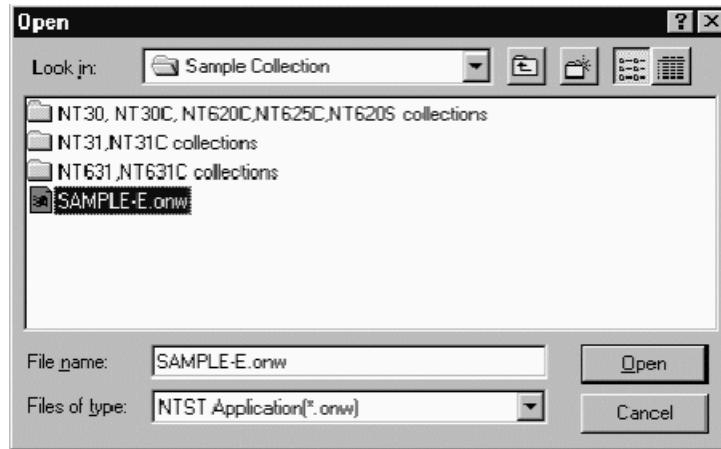 Open
Look in: Sample Collection
NT30, NT30C, NT620C,NT625C,NT620S collections
NT31,NT31C collections
NT631,NT631C collections
SAMPLE-E.onw
File name: SAMPLE-E.onw Open
Files of type: NTST Application(*.onw) Cancel